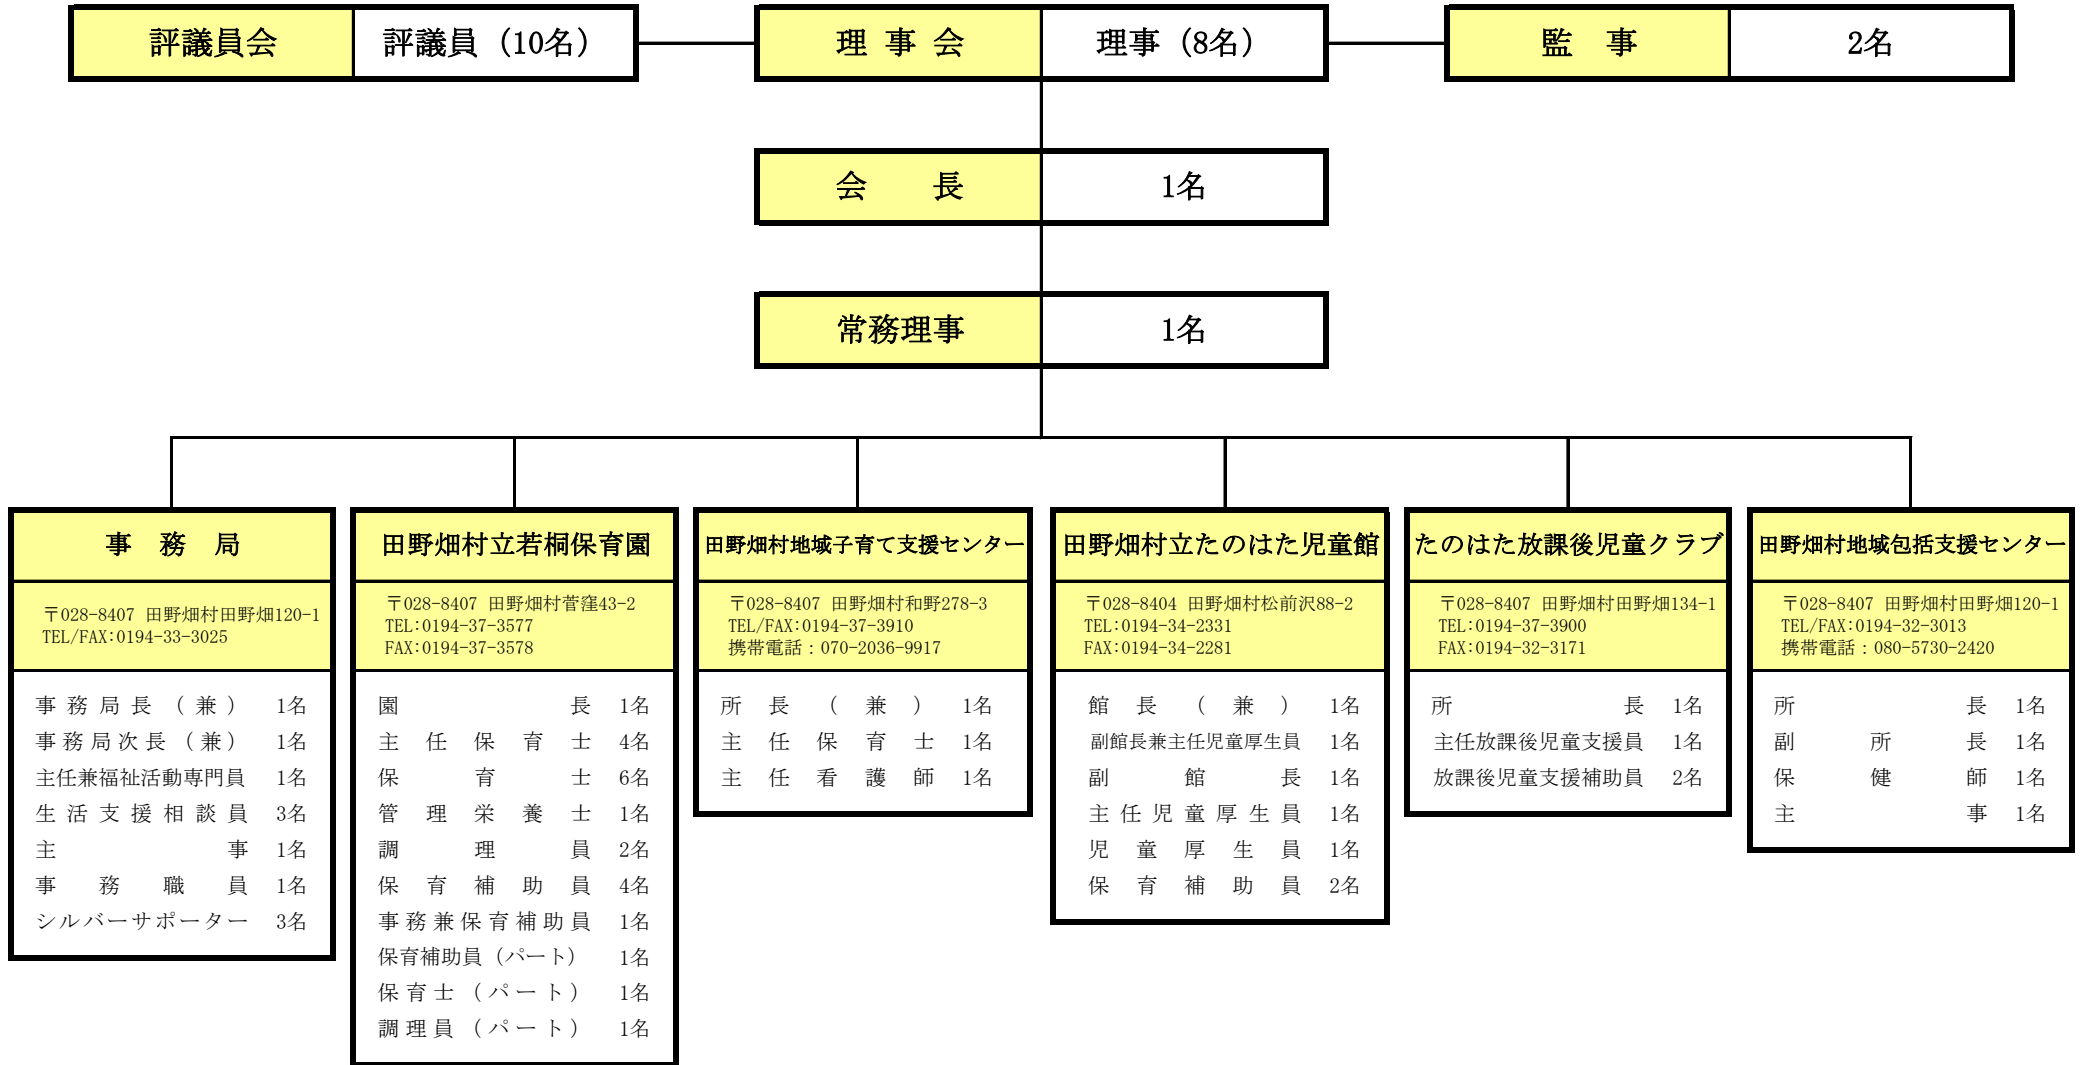 評議員会 評議員（10名） 理事会 理事（8名） 監事 2名
会長 1名
常務理事 1名
事務局
〒028-8407 田野畑村田野畑120-1
TEL/FAX:0194-33-3025
事務局長（兼） 1名
事務局次長（兼） 1名
主任兼福祉活動専門員 1名
生活支援相談員 3名
主事 1名
事務職員 1名
シルバーサポーター 3名
田野畑村立若桐保育園
〒028-8407 田野畑村菅窪43-2
TEL:0194-37-3577
FAX:0194-37-3578
園長 1名
主任保育士 4名
保育士 6名
管理栄養士 1名
調理員 2名
保育補助員 4名
事務兼保育補助員 1名
保育補助員（パート） 1名
保育士（パート） 1名
調理員（パート） 1名
田野畑村地域子育て支援センター
〒028-8407 田野畑村和野278-3
TEL/FAX:0194-37-3910
携帯電話：070-2036-9917
所長（兼） 1名
主任保育士 1名
主任看護師 1名
田野畑村立たのはた児童館
〒028-8404 田野畑村松前沢88-2
TEL:0194-34-2331
FAX:0194-34-2281
館長（兼） 1名
副館長兼主任児童厚生員 1名
副館長 1名
主任児童厚生員 1名
児童厚生員 1名
保育補助員 2名
たのはた放課後児童クラブ
〒028-8407 田野畑村田野畑134-1
TEL:0194-37-3900
FAX:0194-32-3171
所長 1名
主任放課後児童支援員 1名
放課後児童支援補助員 2名
田野畑村地域包括支援センター
〒028-8407 田野畑村田野畑120-1
TEL/FAX:0194-32-3013
携帯電話：080-5730-2420
所長 1名
副所長 1名
保健師 1名
主事 1名